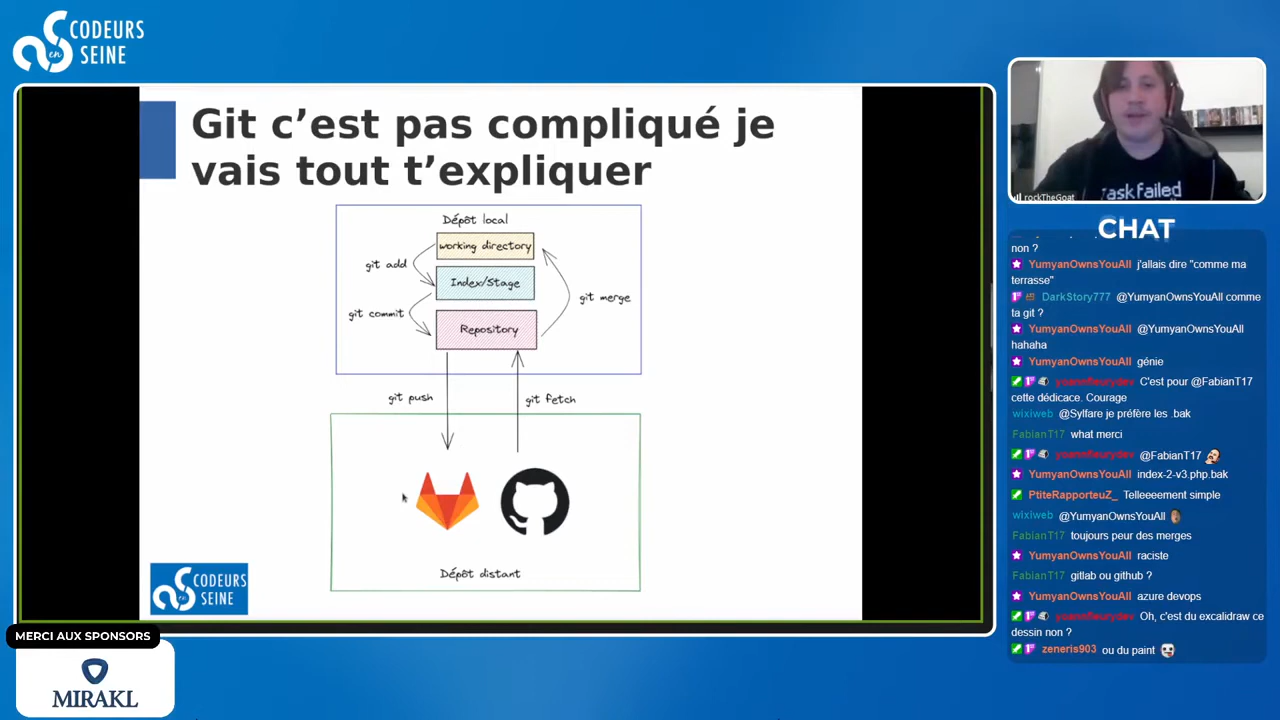 CODEURS
en
SEINE
Git c’est pas compliqué je
vais tout t’expliquer
Dépôt local
working directory
git add
Index/Stage
git commit
git merge
Repository
git push
git fetch
Dépôt distant
CODEURS
en
SEINE
MERCI AUX SPONSORS
MIRAKL
Task failed
rockTheGoat
CHAT
non ?
YumyanOwnsYouAll j'allais dire "comme ma
terrasse"
DarkStory777 @YumyanOwnsYouAll comme
ta git ?
YumyanOwnsYouAll @YumyanOwnsYouAll
hahaha
YumyanOwnsYouAll génie
yoannfleurydev C'est pour @FabianT17
cette dédicace. Courage
wixiweb @Sylfare je préfère les .bak
FabianT17 what merci
yoannfleurydev @FabianT17
YumyanOwnsYouAll index-2-v3.php.bak
PtiteRapporteuZ_ Telleeeement simple
wixiweb @YumyanOwnsYouAll
FabianT17 toujours peur des merges
YumyanOwnsYouAll raciste
FabianT17 gitlab ou github ?
YumyanOwnsYouAll azure devops
yoannfleurydev Oh, c'est du excalidraw ce
dessin non ?
zeneris903 ou du paint